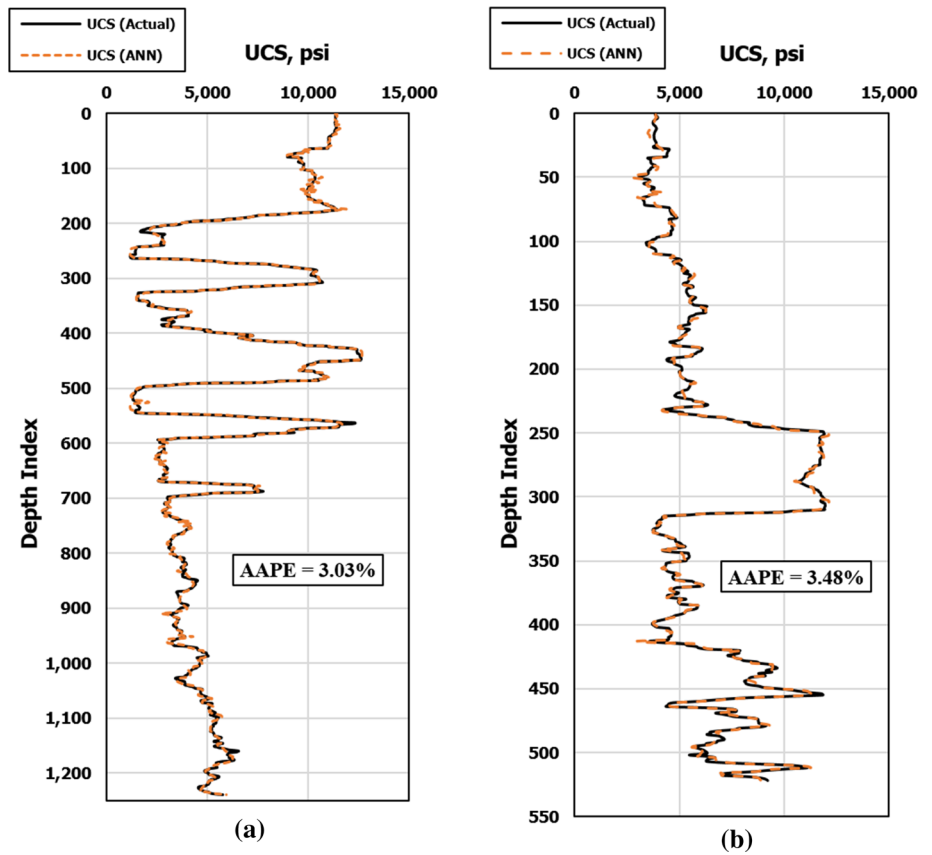 UCS (Actual)
UCS (ANN)
UCS, psi
0 5,000 10,000 15,000
0
100
200
300
400
500
600
700
800
900
1,000
1,100
1,200
Depth Index
AAPE = 3.03%
(a)
UCS (Actual)
UCS (ANN)
UCS, psi
0 5,000 10,000 15,000
0
50
100
150
200
250
300
350
400
450
500
550
Depth Index
AAPE = 3.48%
(b)